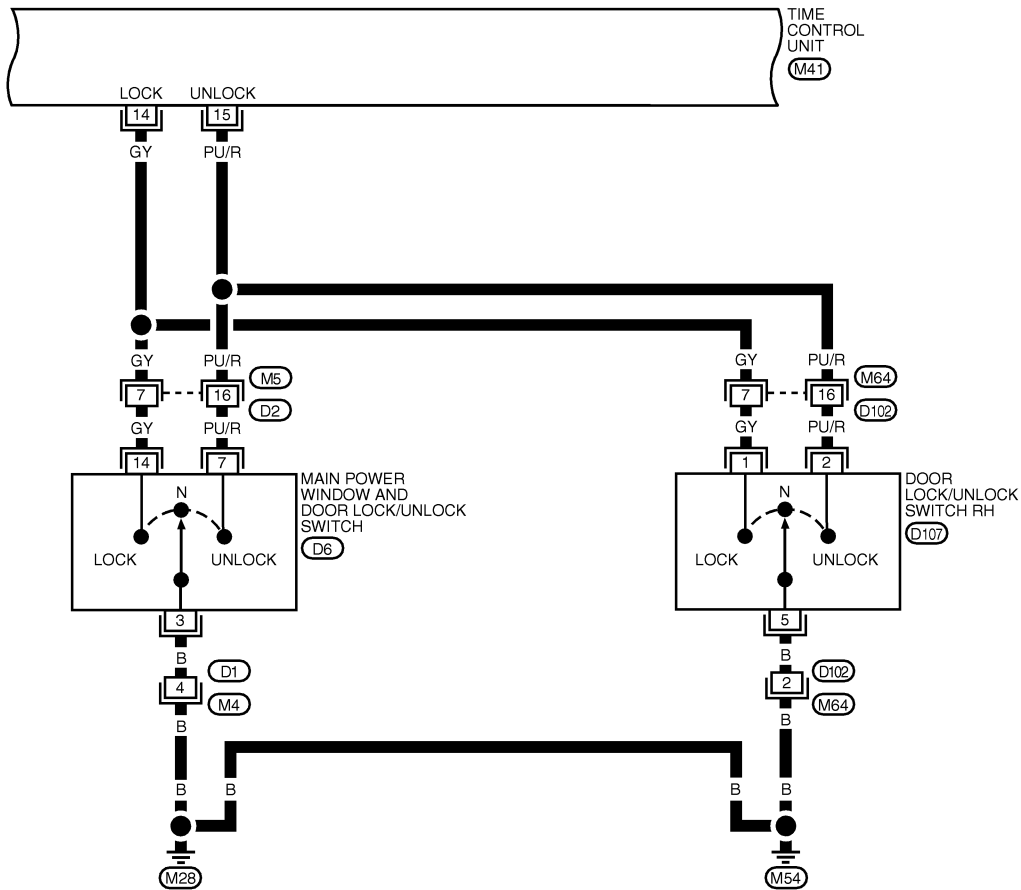 TIME
CONTROL
UNIT
M41
LOCK UNLOCK
14 15
GY PU/R
GY PU/R GY PU/R
M5 M64
7 16 7 16
D2 D102
GY PU/R GY PU/R
14 7 1 2
MAIN POWER
WINDOW AND
DOOR LOCK/UNLOCK
SWITCH
D6
N
LOCK UNLOCK
DOOR
LOCK/UNLOCK
SWITCH RH
D107
N
LOCK UNLOCK
3 5
B B
D1 D102
4 2
M4 M64
B B
B B B B
M28 M54